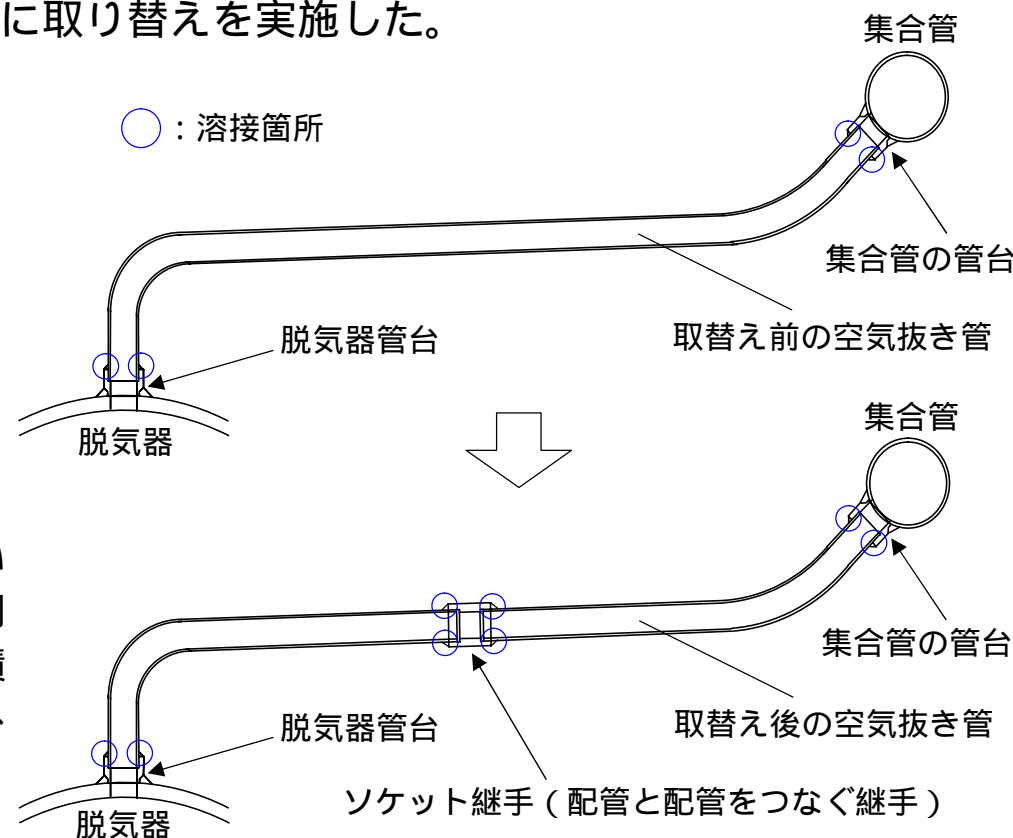 に取り替えを実施した。
集合管
：溶接箇所
集合管の管台
取替え前の空気抜き管
脱気器管台
脱気器
集合管
集合管の管台
取替え後の空気抜き管
脱気器管台
ソケット継手（配管と配管をつなぐ継手）
脱気器